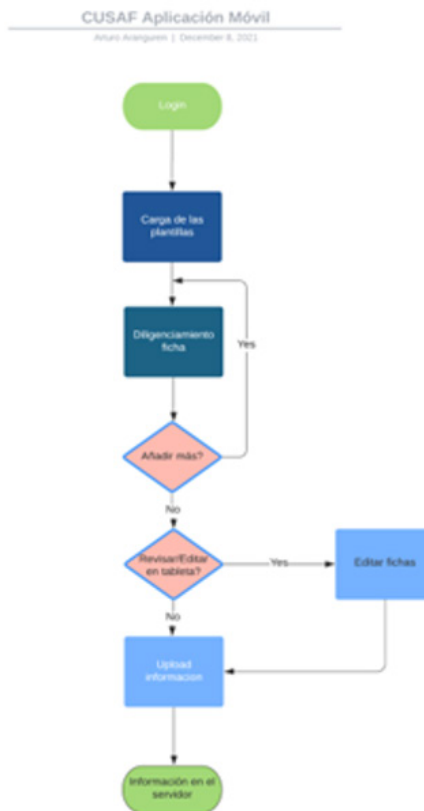 CUSAF Aplicación Móvil
Arturo Aranguren | December 8, 2021
Login
Carga de las
plantillas
Diligenciamiento
ficha
Yes
Añadir más?
No
Revisar/Editar
en tableta?
Yes
Editar fichas
No
Upload
informacion
Información en el
servidor